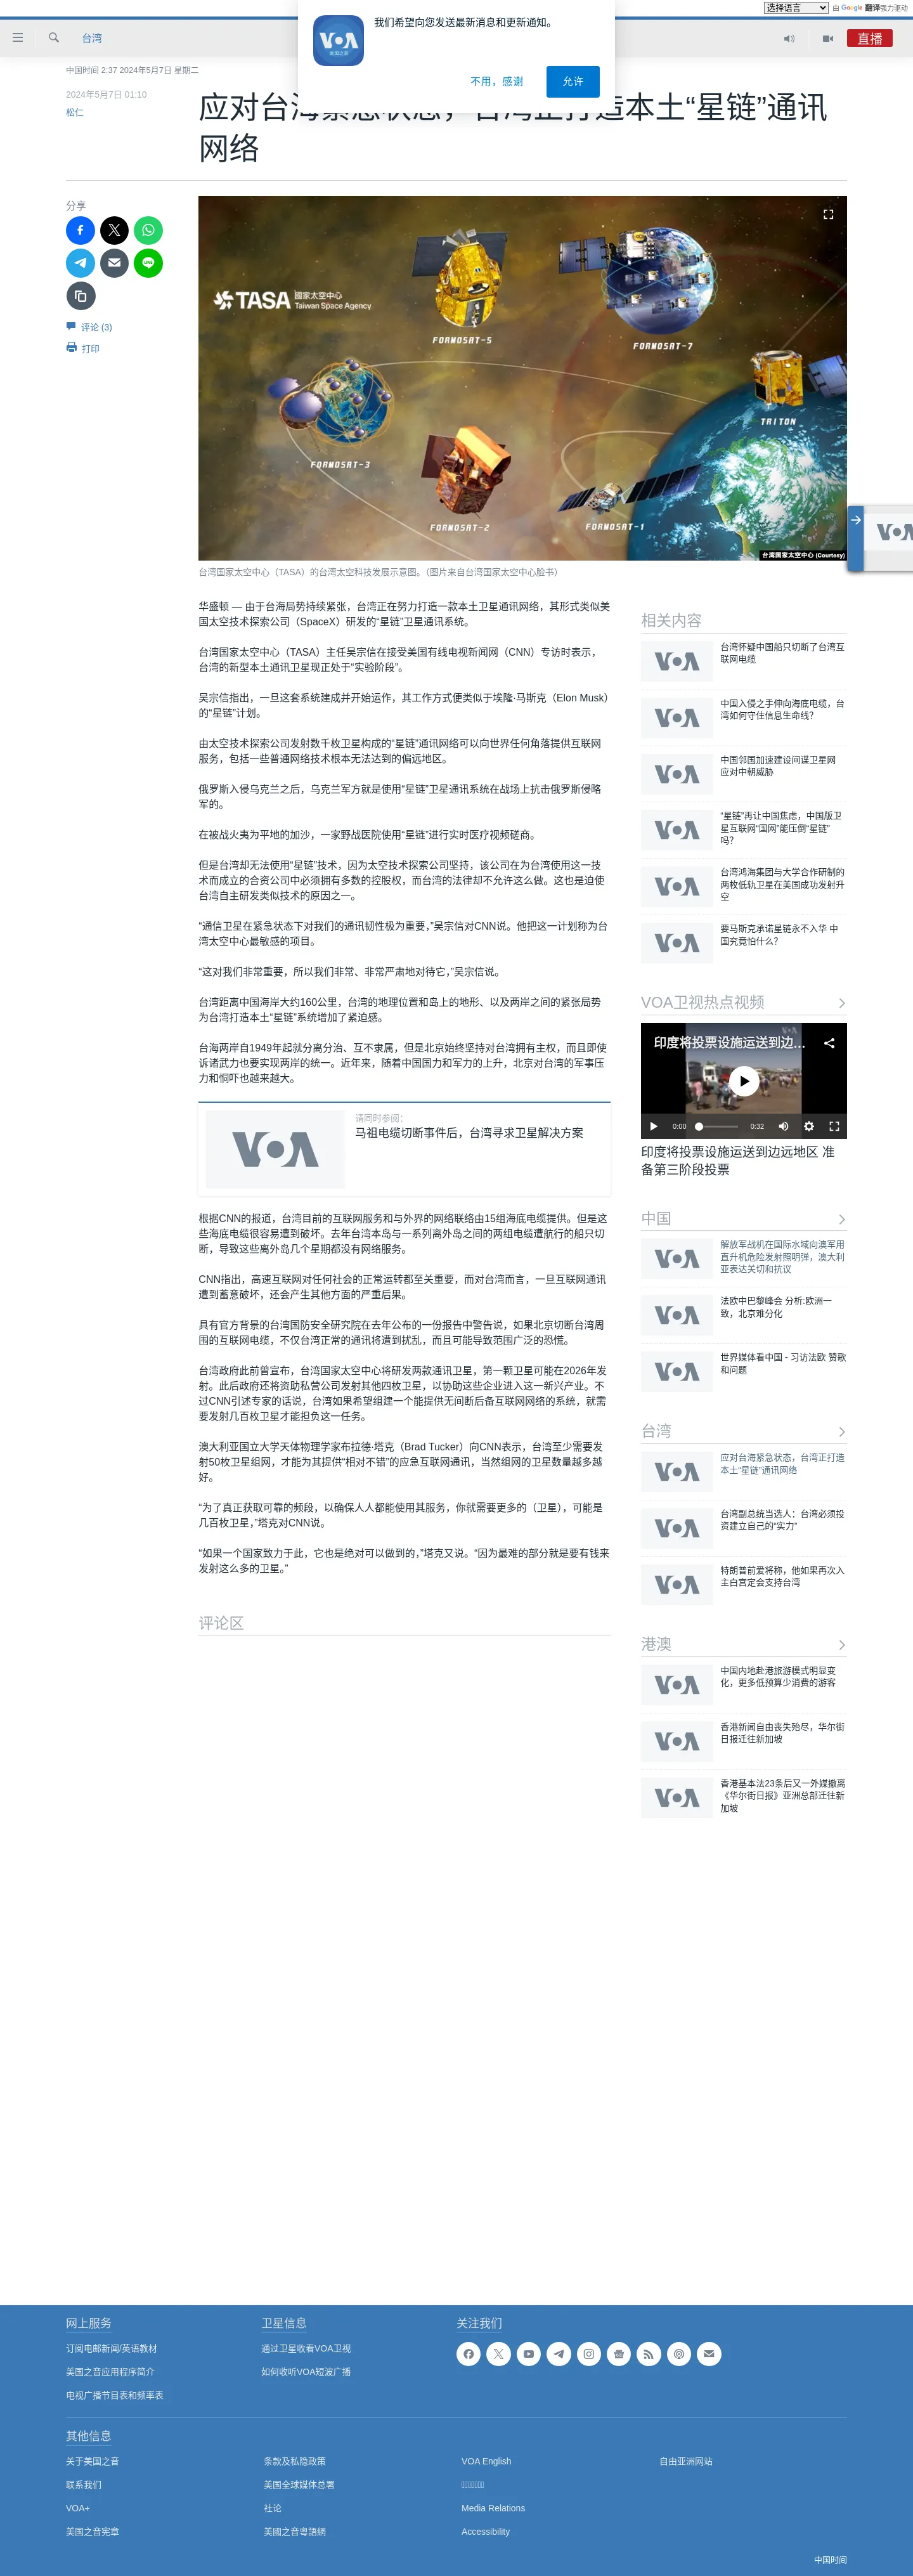 选择语言
由 Google 翻译强力驱动
我们希望向您发送最新消息和更新通知。
不用，感谢
允许
VOA
美国之音
台湾
直播
中国时间 2:37 2024年5月7日 星期二
2024年5月7日 01:10
松仁
应对台海紧急状态，台湾正打造本土“星链”通讯
网络
分享
评论 (3)
打印
TASA 國家太空中心
Taiwan Space Agency
FORMOSAT-5
FORMOSAT-7
TRITON
FORMOSAT-3
FORMOSAT-2
FORMOSAT-1
台湾国家太空中心 (Courtesy)
台湾国家太空中心（TASA）的台湾太空科技发展示意图。（图片来自台湾国家太空中心脸书）
华盛顿 — 由于台海局势持续紧张，台湾正在努力打造一款本土卫星通讯网络，其形式类似美
国太空技术探索公司（SpaceX）研发的“星链”卫星通讯系统。
台湾国家太空中心（TASA）主任吴宗信在接受美国有线电视新闻网（CNN）专访时表示，
台湾的新型本土通讯卫星现正处于“实验阶段”。
吴宗信指出，一旦这套系统建成并开始运作，其工作方式便类似于埃隆·马斯克（Elon Musk）
的“星链”计划。
由太空技术探索公司发射数千枚卫星构成的“星链”通讯网络可以向世界任何角落提供互联网
服务，包括一些普通网络技术根本无法达到的偏远地区。
俄罗斯入侵乌克兰之后，乌克兰军方就是使用“星链”卫星通讯系统在战场上抗击俄罗斯侵略
军的。
在被战火夷为平地的加沙，一家野战医院使用“星链”进行实时医疗视频磋商。
但是台湾却无法使用“星链”技术，因为太空技术探索公司坚持，该公司在为台湾使用这一技
术而成立的合资公司中必须拥有多数的控股权，而台湾的法律却不允许这么做。这也是迫使
台湾自主研发类似技术的原因之一。
“通信卫星在紧急状态下对我们的通讯韧性极为重要，”吴宗信对CNN说。他把这一计划称为台
湾太空中心最敏感的项目。
“这对我们非常重要，所以我们非常、非常严肃地对待它，”吴宗信说。
台湾距离中国海岸大约160公里，台湾的地理位置和岛上的地形、以及两岸之间的紧张局势
为台湾打造本土“星链”系统增加了紧迫感。
台海两岸自1949年起就分离分治、互不隶属，但是北京始终坚持对台湾拥有主权，而且即使
诉诸武力也要实现两岸的统一。近年来，随着中国国力和军力的上升，北京对台湾的军事压
力和恫吓也越来越大。
VOA
请同时参阅：
马祖电缆切断事件后，台湾寻求卫星解决方案
根据CNN的报道，台湾目前的互联网服务和与外界的网络联络由15组海底电缆提供。但是这
些海底电缆很容易遭到破坏。去年台湾本岛与一系列离外岛之间的两组电缆遭航行的船只切
断，导致这些离外岛几个星期都没有网络服务。
CNN指出，高速互联网对任何社会的正常运转都至关重要，而对台湾而言，一旦互联网通讯
遭到蓄意破坏，还会产生其他方面的严重后果。
具有官方背景的台湾国防安全研究院在去年公布的一份报告中警告说，如果北京切断台湾周
围的互联网电缆，不仅台湾正常的通讯将遭到扰乱，而且可能导致范围广泛的恐慌。
台湾政府此前曾宣布，台湾国家太空中心将研发两款通讯卫星，第一颗卫星可能在2026年发
射。此后政府还将资助私营公司发射其他四枚卫星，以协助这些企业进入这一新兴产业。不
过CNN引述专家的话说，台湾如果希望组建一个能提供无间断后备互联网网络的系统，就需
要发射几百枚卫星才能担负这一任务。
澳大利亚国立大学天体物理学家布拉德·塔克（Brad Tucker）向CNN表示，台湾至少需要发
射50枚卫星组网，才能为其提供“相对不错”的应急互联网通讯，当然组网的卫星数量越多越
好。
“为了真正获取可靠的频段，以确保人人都能使用其服务，你就需要更多的（卫星），可能是
几百枚卫星，”塔克对CNN说。
“如果一个国家致力于此，它也是绝对可以做到的，”塔克又说。“因为最难的部分就是要有钱来
发射这么多的卫星。”
评论区
相关内容
VOA
台湾怀疑中国船只切断了台湾互
联网电缆
VOA
中国入侵之手伸向海底电缆，台
湾如何守住信息生命线？
VOA
中国邻国加速建设间谍卫星网
应对中朝威胁
VOA
“星链”再让中国焦虑，中国版卫
星互联网“国网”能压倒“星链”
吗？
VOA
台湾鸿海集团与大学合作研制的
两枚低轨卫星在美国成功发射升
空
VOA
要马斯克承诺星链永不入华 中
国究竟怕什么？
VOA卫视热点视频
印度将投票设施运送到边...
0:00
0:32
印度将投票设施运送到边远地区 准
备第三阶段投票
中国
VOA
解放军战机在国际水域向澳军用
直升机危险发射照明弹，澳大利
亚表达关切和抗议
VOA
法欧中巴黎峰会 分析:欧洲一
致，北京难分化
VOA
世界媒体看中国 - 习访法欧 赞歌
和问题
台湾
VOA
应对台海紧急状态，台湾正打造
本土“星链”通讯网络
VOA
台湾副总统当选人：台湾必须投
资建立自己的“实力”
VOA
特朗普前爱将称，他如果再次入
主白宫定会支持台湾
港澳
VOA
中国内地赴港旅游模式明显变
化，更多低预算少消费的游客
VOA
香港新闻自由丧失殆尽，华尔街
日报迁往新加坡
VOA
香港基本法23条后又一外媒撤离
《华尔街日报》亚洲总部迁往新
加坡
网上服务
订阅电邮新闻/英语教材
美国之音应用程序简介
电视广播节目表和频率表
卫星信息
通过卫星收看VOA卫视
如何收听VOA短波广播
关注我们
其他信息
关于美国之音
联系我们
VOA+
美国之音宪章
条款及私隐政策
美国全球媒体总署
社论
美國之音粵語網
VOA English
Media Relations
Accessibility
自由亚洲网站
中国时间